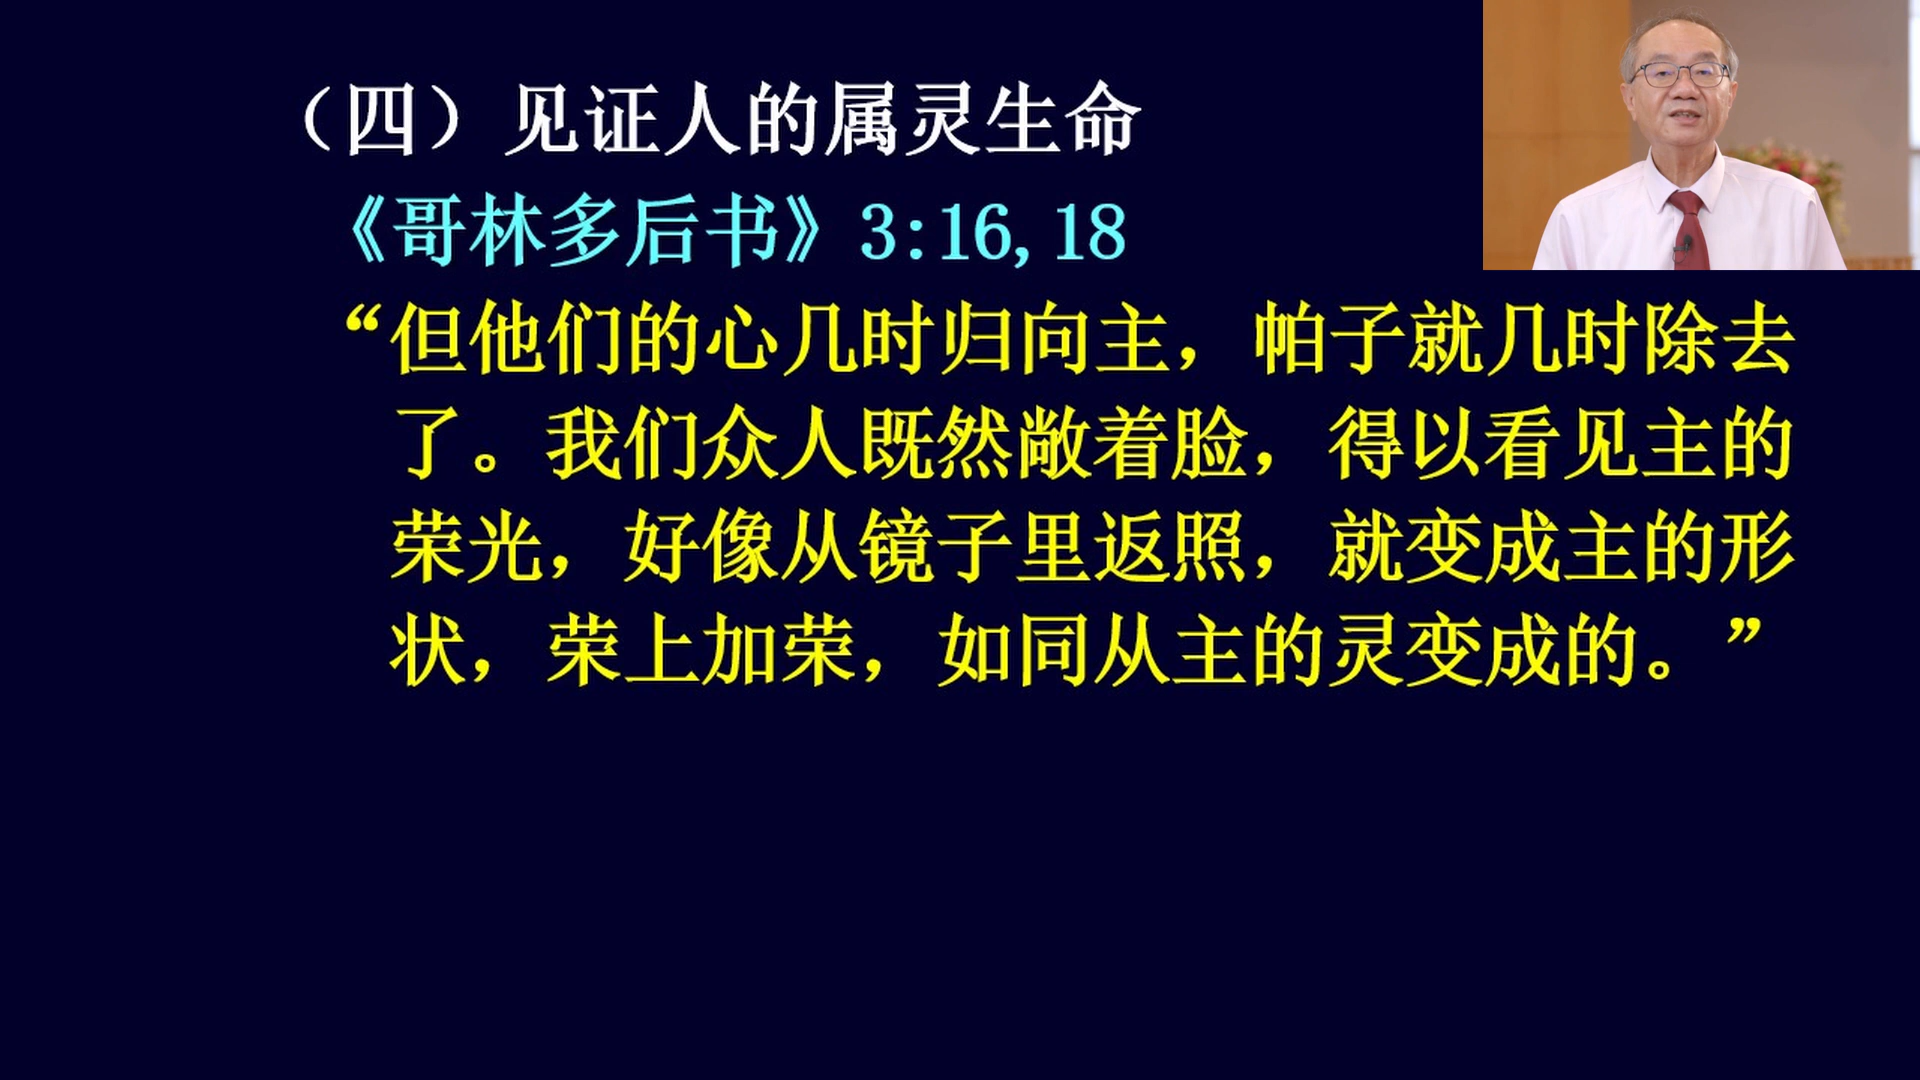 （四）见证人的属灵生命
《哥林多后书》3:16, 18
“但他们的心几时归向主，帕子就几时除去
了。我们众人既然敞着脸，得以看见主的
荣光，好像从镜子里返照，就变成主的形
状，荣上加荣，如同从主的灵变成的。”